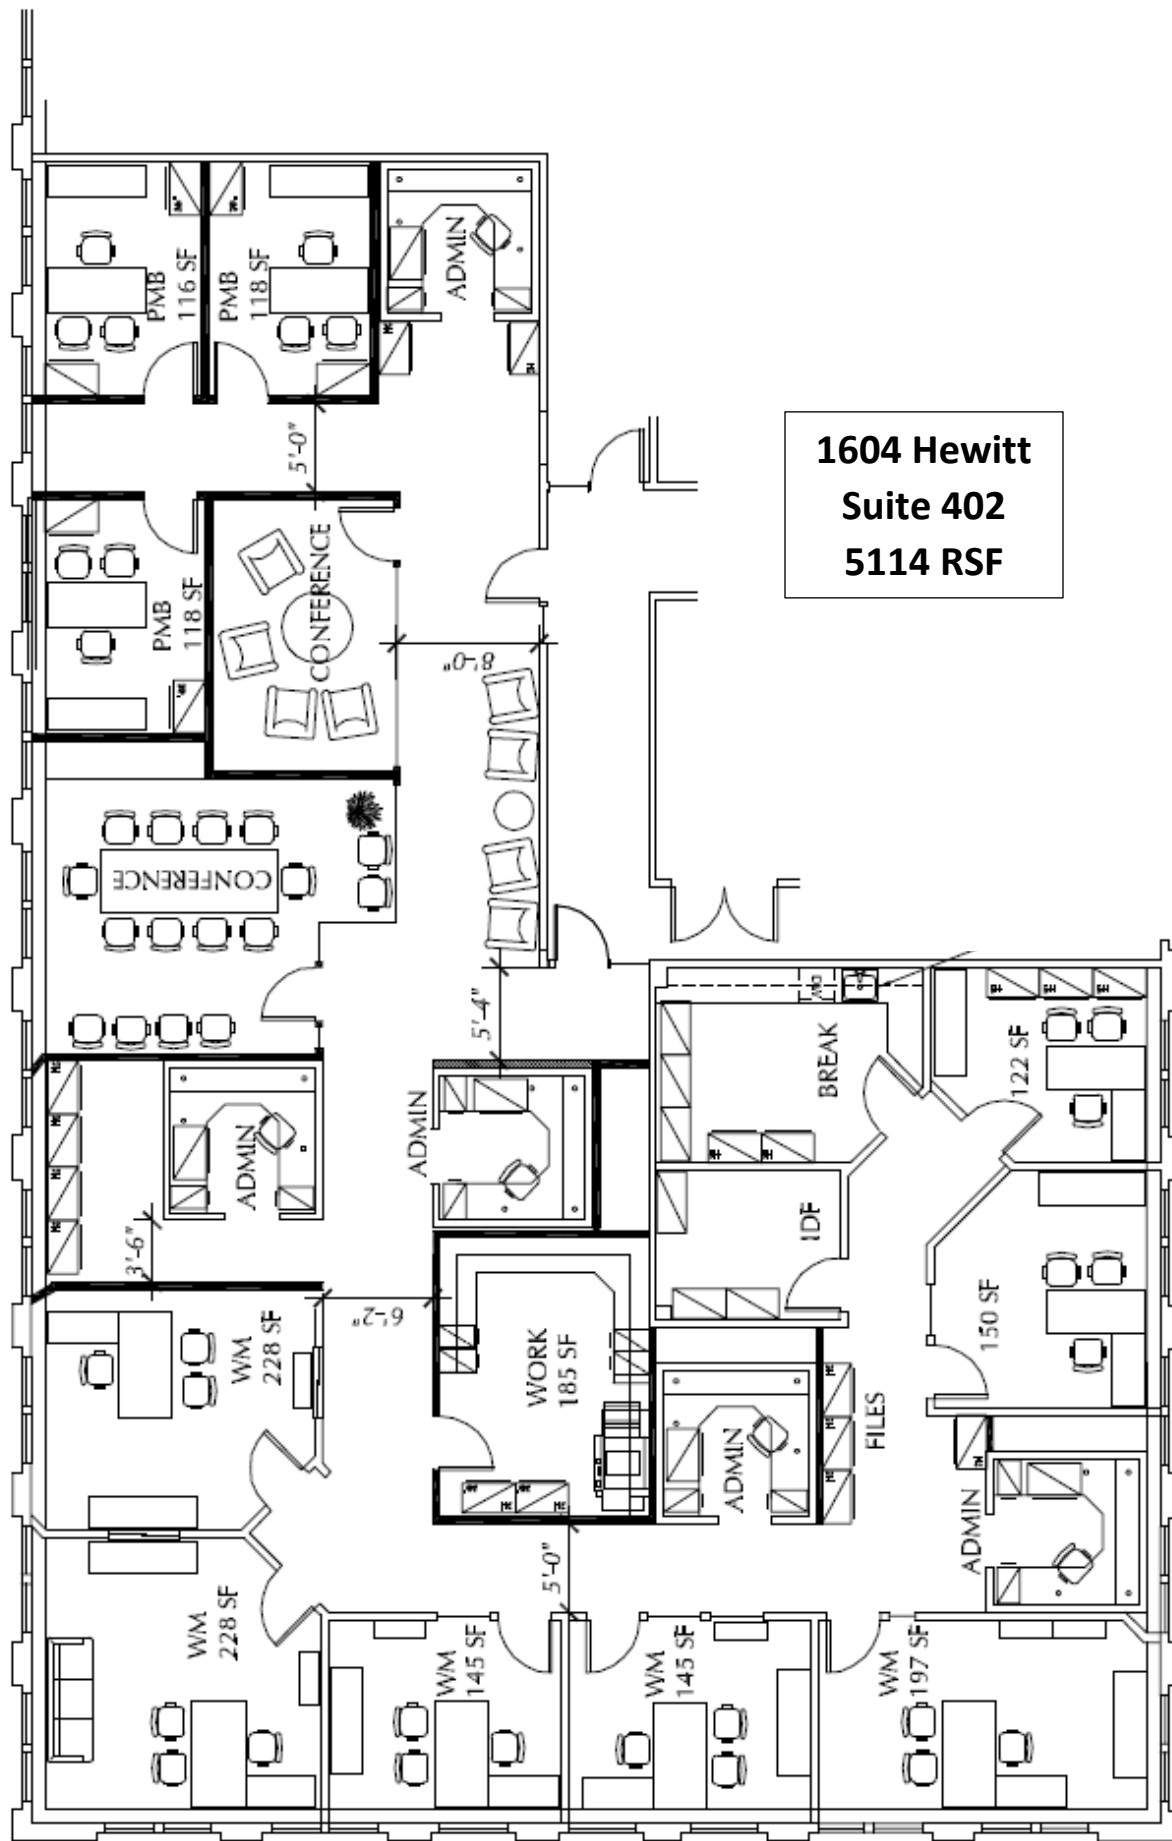 PMB
116 SF
PMB
118 SF
ADMIN
5'-0"
1604 Hewitt
Suite 402
5114 RSF
PMB
118 SF
CONFERENCE
8'-0"
CONFERENCE
5'-4"
DW
BREAK
122 SF
ADMIN
ADMIN
3'-6"
IDF
6'-2"
WM
228 SF
WORK
185 SF
150 SF
FILES
ADMIN
ADMIN
5'-0"
WM
228 SF
WM
145 SF
WM
145 SF
WM
197 SF